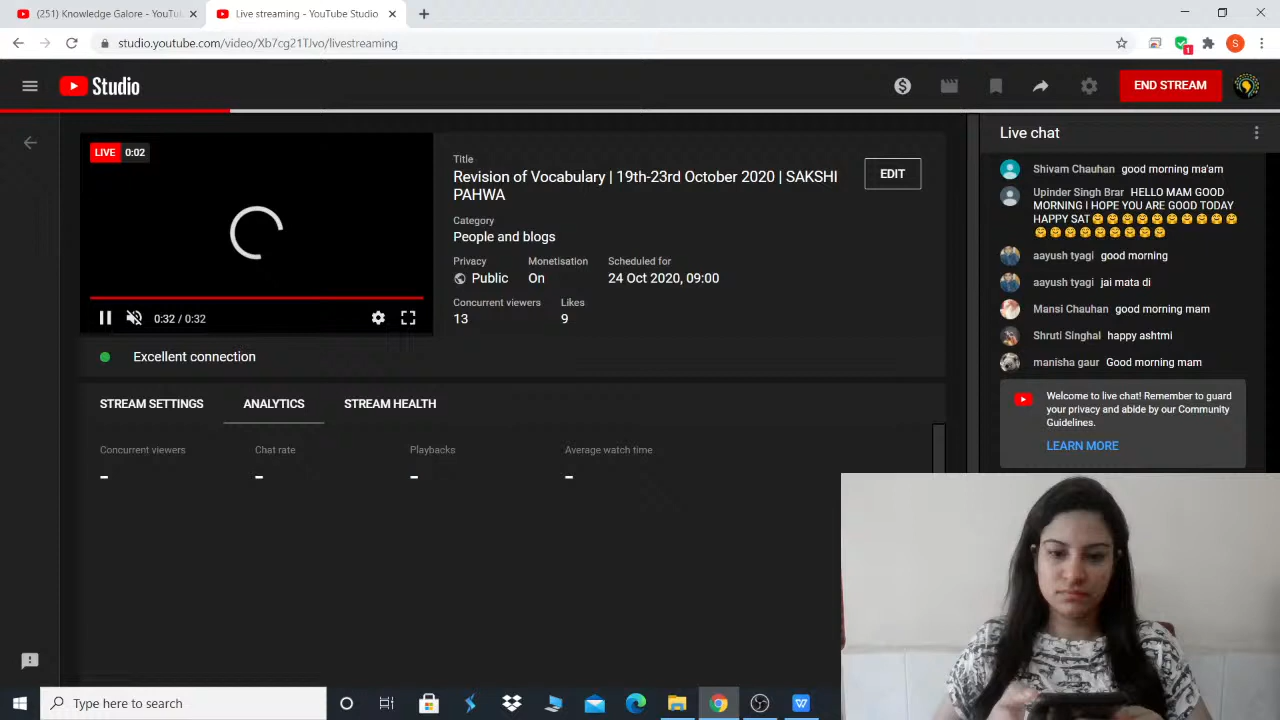 (251) Knowledge Galore - YouTu
Live streaming - YouTube Studio
studio.youtube.com/video/Xb7cg21TJvo/livestreaming
1
S
Studio
END STREAM
LIVE 0:02
0:32 / 0:32
Excellent connection
Title
Revision of Vocabulary | 19th-23rd October 2020 | SAKSHI
PAHWA
EDIT
Category
People and blogs
Privacy Monetisation Scheduled for
Public On 24 Oct 2020, 09:00
Concurrent viewers Likes
13 9
STREAM SETTINGS ANALYTICS STREAM HEALTH
Concurrent viewers Chat rate Playbacks Average watch time
– – – –
Live chat
Shivam Chauhan good morning ma'am
Upinder Singh Brar HELLO MAM GOOD
MORNING I HOPE YOU ARE GOOD TODAY
HAPPY SAT🤗🤗🤗🤗🤗🤗🤗🤗🤗🤗
🤗🤗🤗🤗🤗🤗🤗🤗🤗
aayush tyagi good morning
aayush tyagi jai mata di
Mansi Chauhan good morning mam
Shruti Singhal happy ashtmi
manisha gaur Good morning mam
Welcome to live chat! Remember to guard
your privacy and abide by our Community
Guidelines.
LEARN MORE
Type here to search